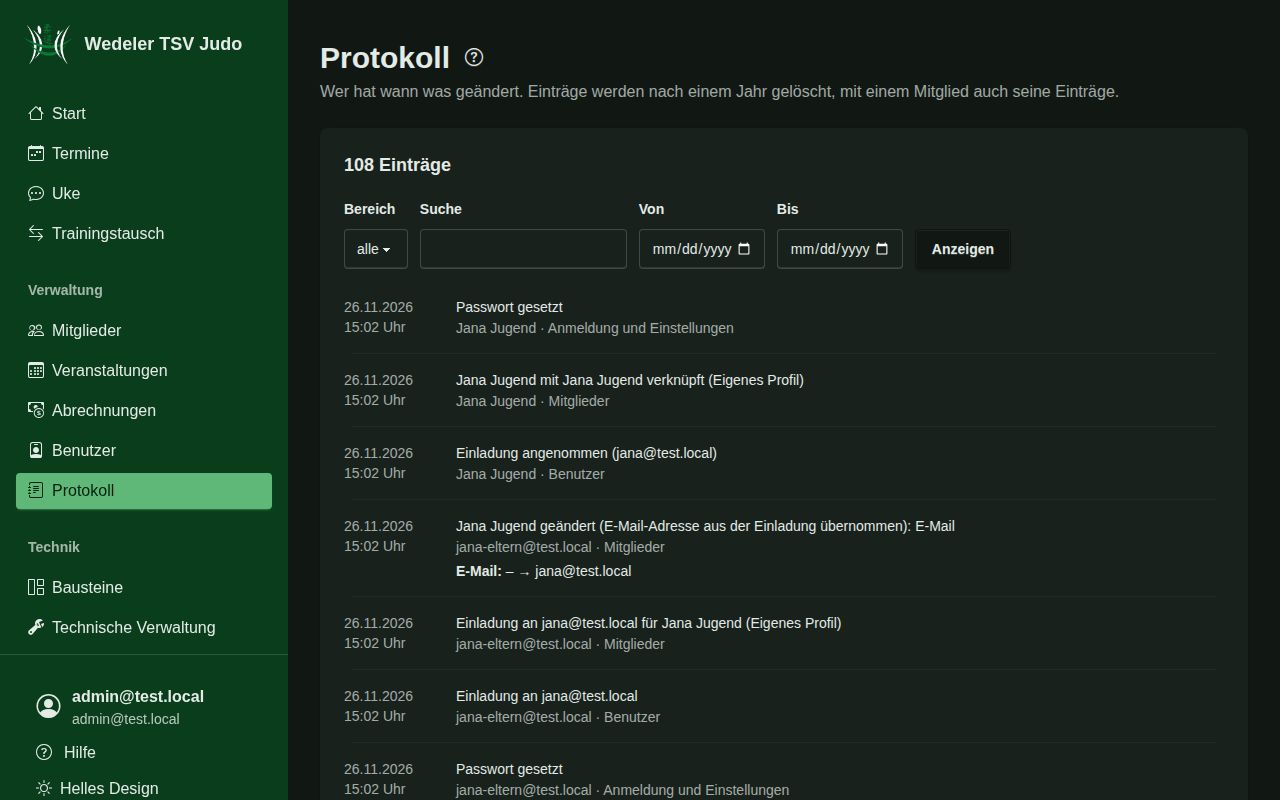 Wedeler TSV Judo
Start
Termine
Uke
Trainingstausch
Verwaltung
Mitglieder
Veranstaltungen
Abrechnungen
Benutzer
Protokoll
Technik
Bausteine
Technische Verwaltung
admin@test.local
admin@test.local
Hilfe
Helles Design
Protokoll
Wer hat wann was geändert. Einträge werden nach einem Jahr gelöscht, mit einem Mitglied auch seine Einträge.
108 Einträge
Bereich Suche Von Bis
alle mm/dd/yyyy mm/dd/yyyy Anzeigen
26.11.2026 Passwort gesetzt
15:02 Uhr Jana Jugend · Anmeldung und Einstellungen
26.11.2026 Jana Jugend mit Jana Jugend verknüpft (Eigenes Profil)
15:02 Uhr Jana Jugend · Mitglieder
26.11.2026 Einladung angenommen (jana@test.local)
15:02 Uhr Jana Jugend · Benutzer
26.11.2026 Jana Jugend geändert (E-Mail-Adresse aus der Einladung übernommen): E-Mail
15:02 Uhr jana-eltern@test.local · Mitglieder
E-Mail: – → jana@test.local
26.11.2026 Einladung an jana@test.local für Jana Jugend (Eigenes Profil)
15:02 Uhr jana-eltern@test.local · Mitglieder
26.11.2026 Einladung an jana@test.local
15:02 Uhr jana-eltern@test.local · Benutzer
26.11.2026 Passwort gesetzt
15:02 Uhr jana-eltern@test.local · Anmeldung und Einstellungen